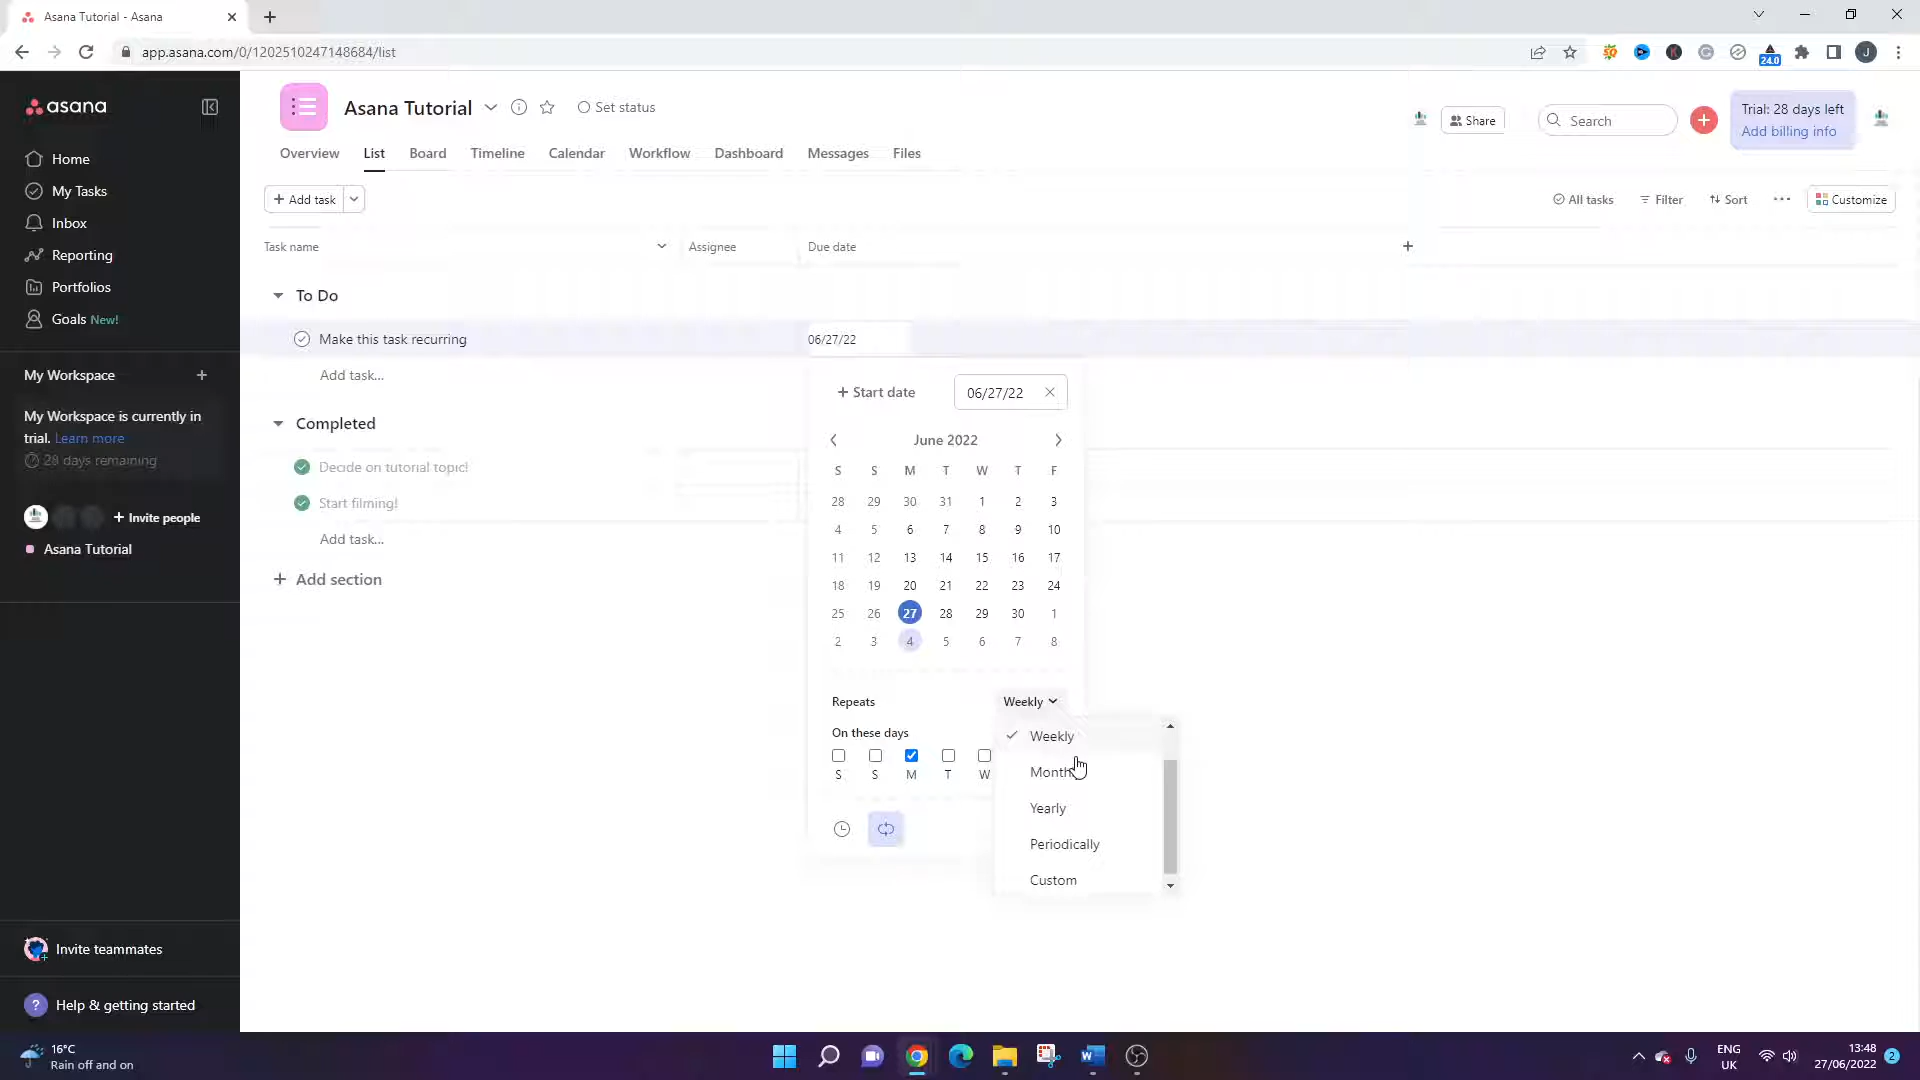 Asana Tutorial - Asana
app.asana.com/0/1202510247148684/list
24.0
J
asana
Home
My Tasks
Inbox
Reporting
Portfolios
Goals New!
My Workspace
My Workspace is currently in
trial. Learn more
28 days remaining
Invite people
Asana Tutorial
Invite teammates
? Help & getting started
Asana Tutorial
Set status
Share
Search
Trial: 28 days left
Add billing info
Overview List Board Timeline Calendar Workflow Dashboard Messages Files
+ Add task
All tasks Filter Sort ... Customize
Task name Assignee Due date
To Do
Make this task recurring 06/27/22
Add task...
Completed
Decide on tutorial topic!
Start filming!
Add task...
+ Add section
+ Start date 06/27/22
June 2022
S S M T W T F
28 29 30 31 1 2 3
4 5 6 7 8 9 10
11 12 13 14 15 16 17
18 19 20 21 22 23 24
25 26 27 28 29 30 1
2 3 4 5 6 7 8
Repeats Weekly
On these days
S S M T W
Weekly
Month
Yearly
Periodically
Custom
16°C
Rain off and on
ENG
UK
13:48
27/06/2022
2